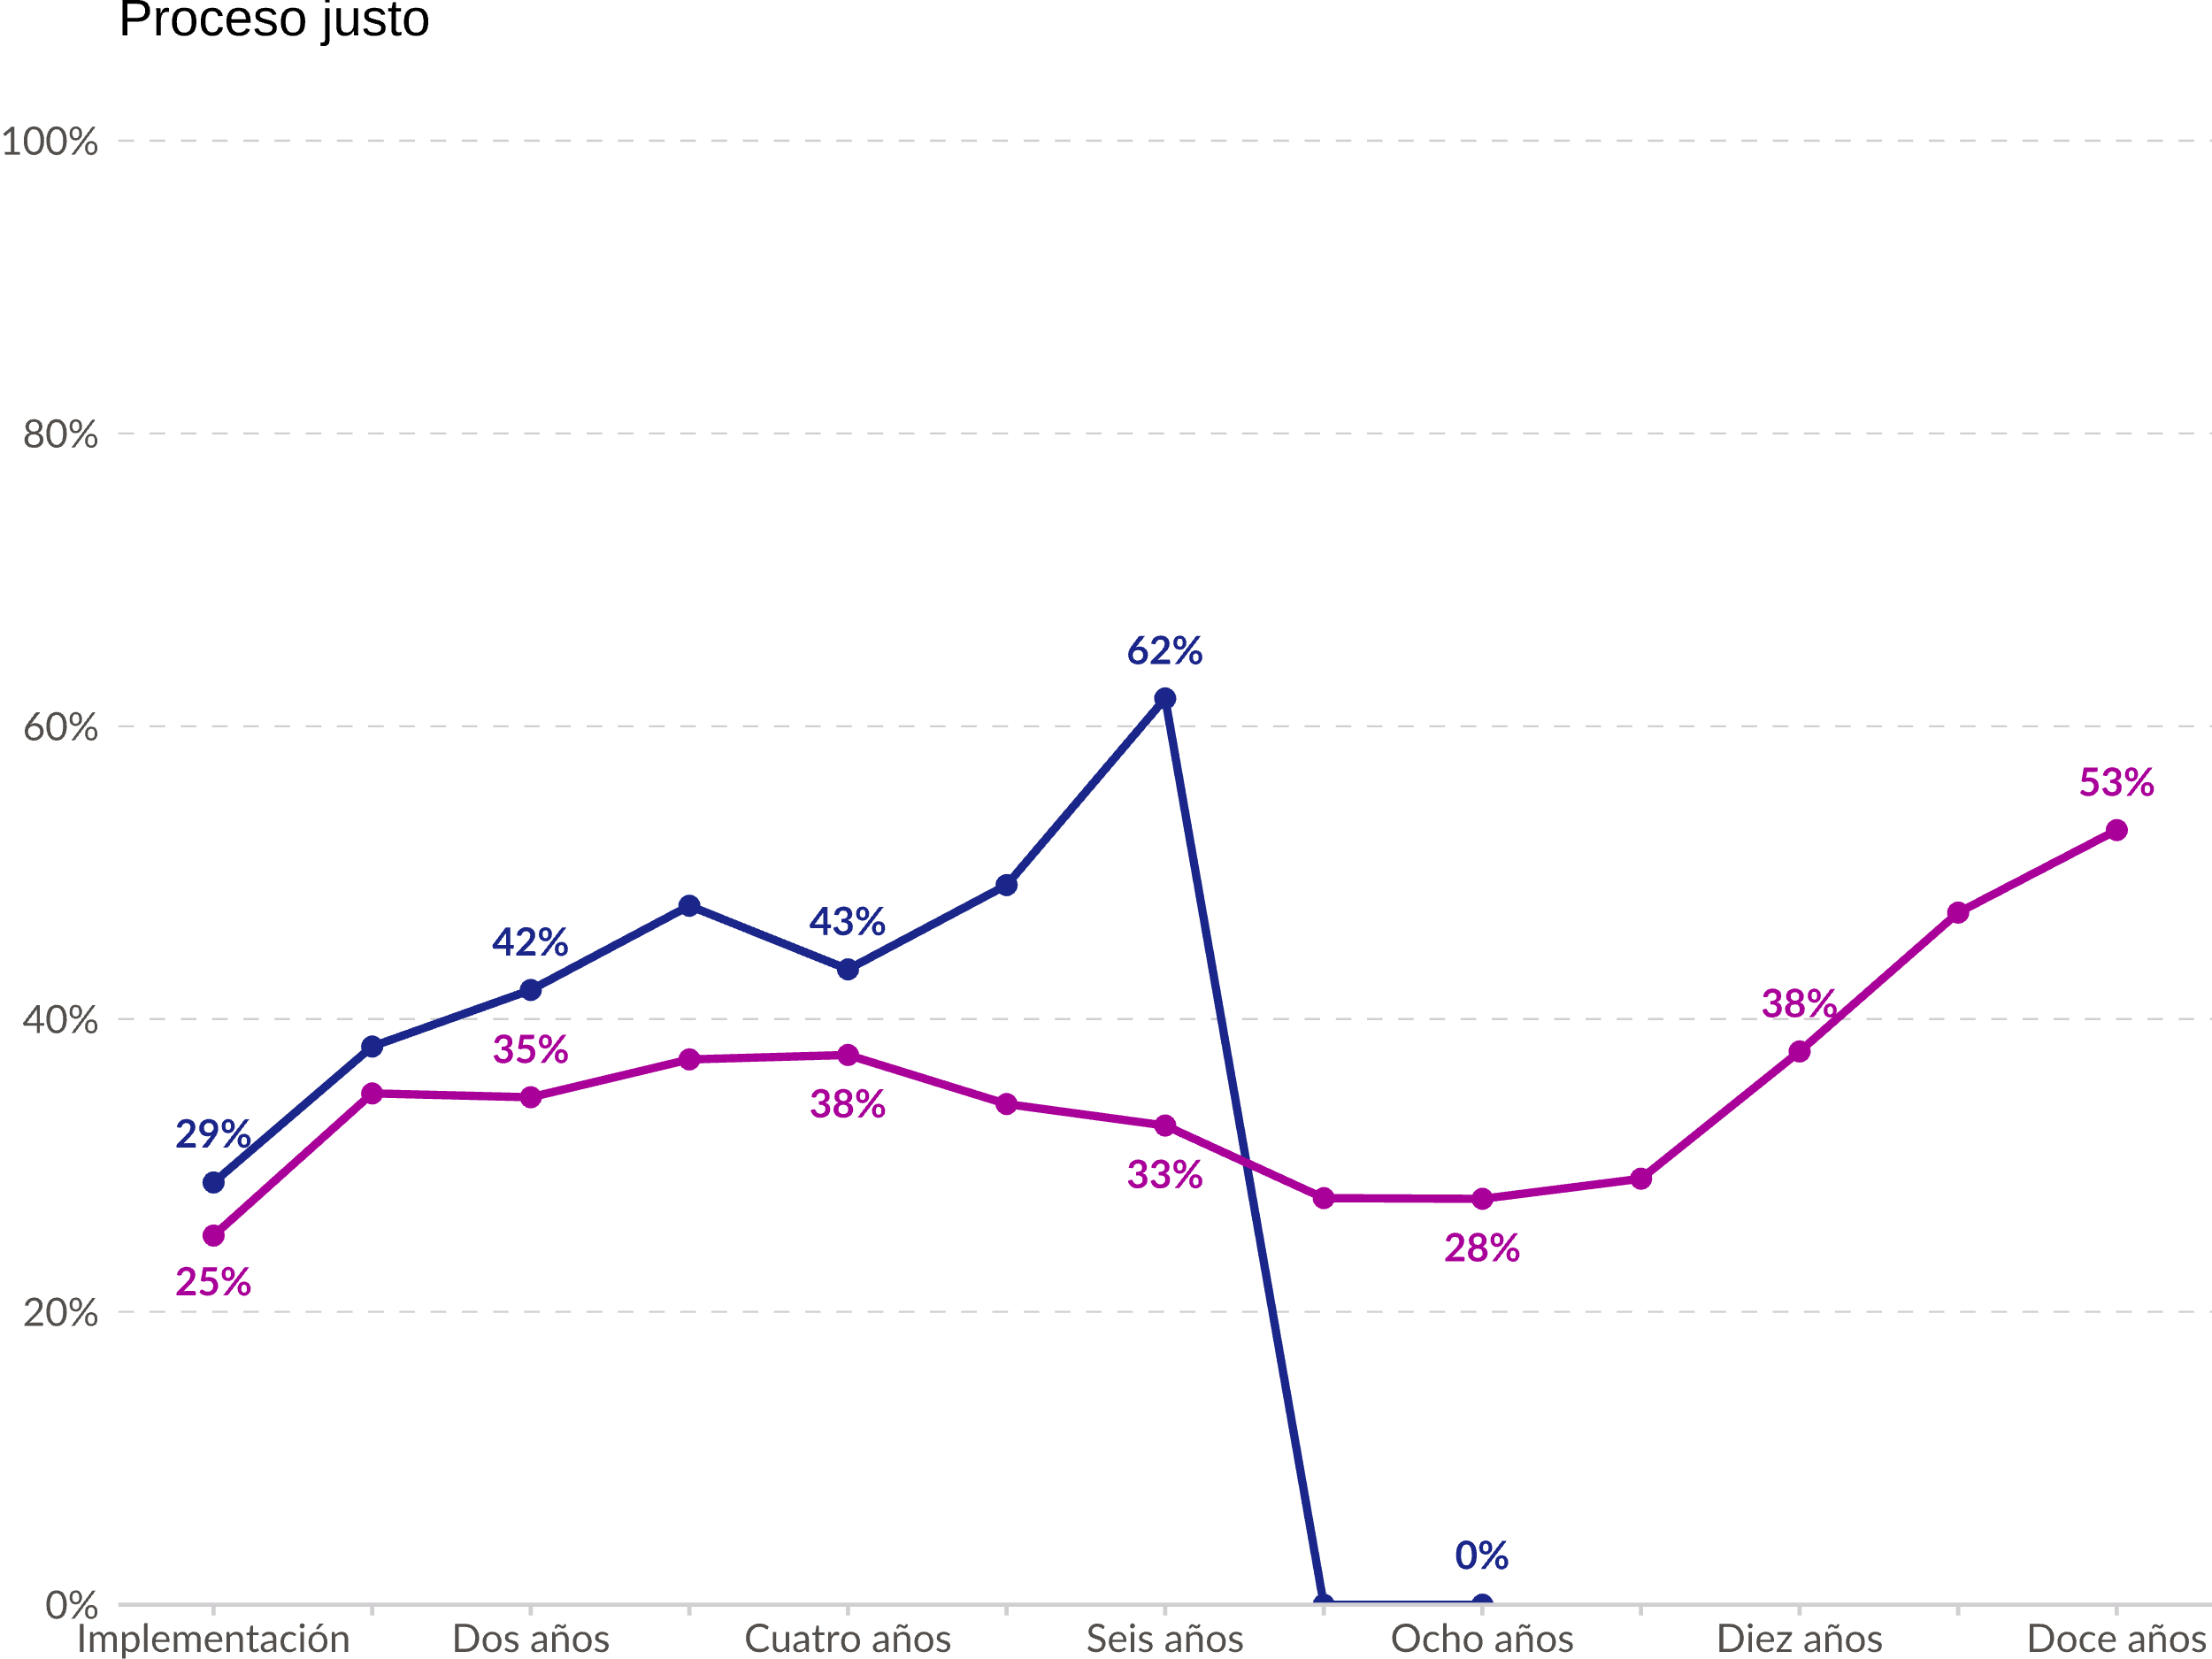 Proceso justo
100%
80%
60%
40%
20%
0%
62%
53%
43%
42%
38%
35%
38%
29%
33%
28%
25%
0%
Implementación
Dos años
Cuatro años
Seis años
Ocho años
Diez años
Doce años